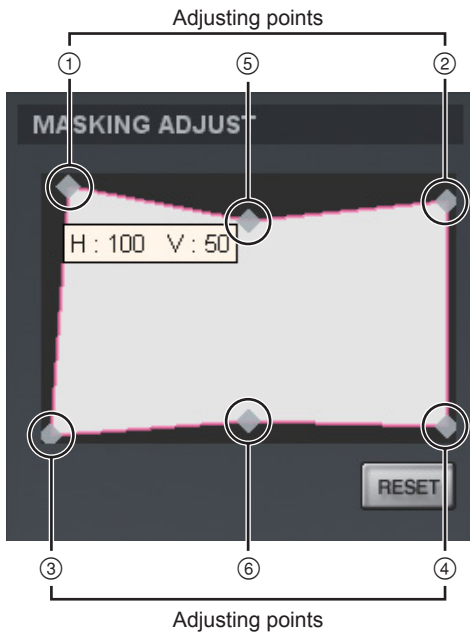 Adjusting points
① ⑤ ②
MASKING ADJUST
H : 100 V : 50
RESET
③ ⑥ ④
Adjusting points